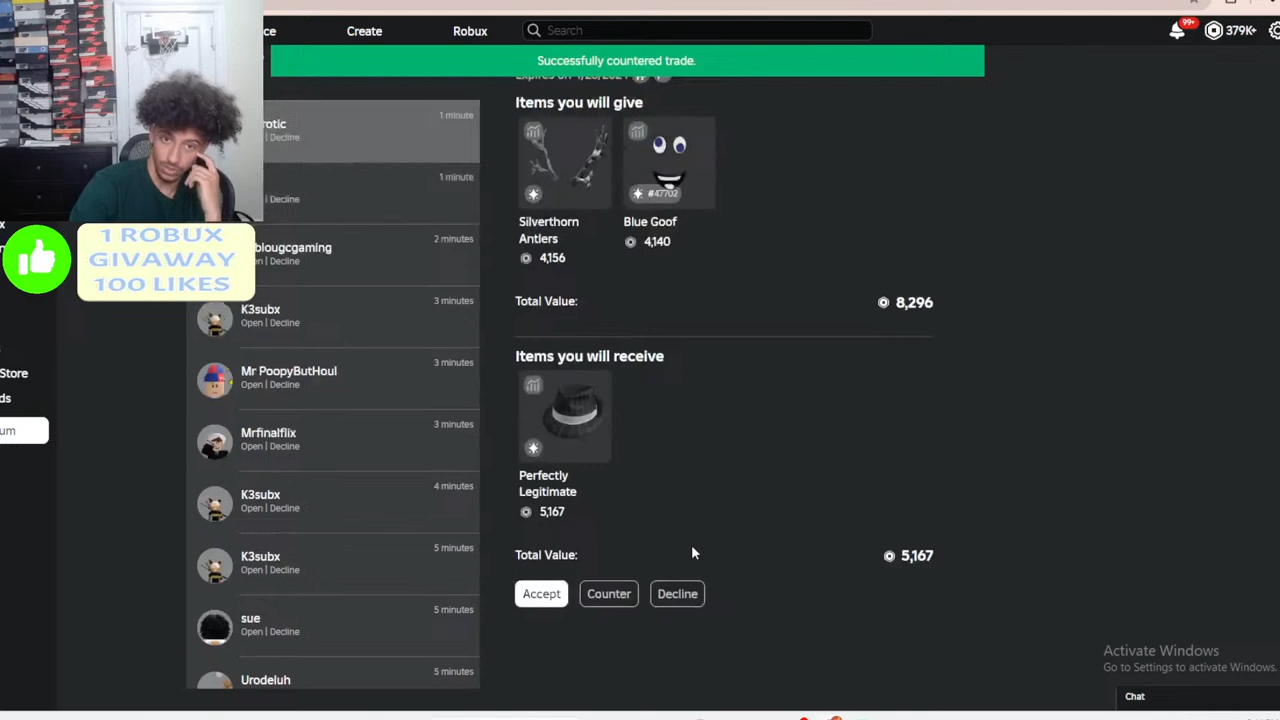 ce
Create
Robux
Search
99+
379K+
Successfully countered trade.
Items you will give
#47702
Silverthorn
Antlers
4,156
Blue Goof
4,140
Total Value:
8,296
Items you will receive
Perfectly
Legitimate
5,167
Total Value:
5,167
Accept
Counter
Decline
rotic
Decline
1 minute
Decline
1 minute
blougcgaming
Decline
2 minutes
K3subx
Open | Decline
3 minutes
Mr PoopyButHoul
Open | Decline
3 minutes
Mrfinalflix
Open | Decline
3 minutes
K3subx
Open | Decline
4 minutes
K3subx
Open | Decline
5 minutes
sue
Open | Decline
5 minutes
Urodeluh
5 minutes
1 ROBUX
GIVAWAY
100 LIKES
x
Store
ds
um
Activate Windows
Go to Settings to activate Windows.
Chat